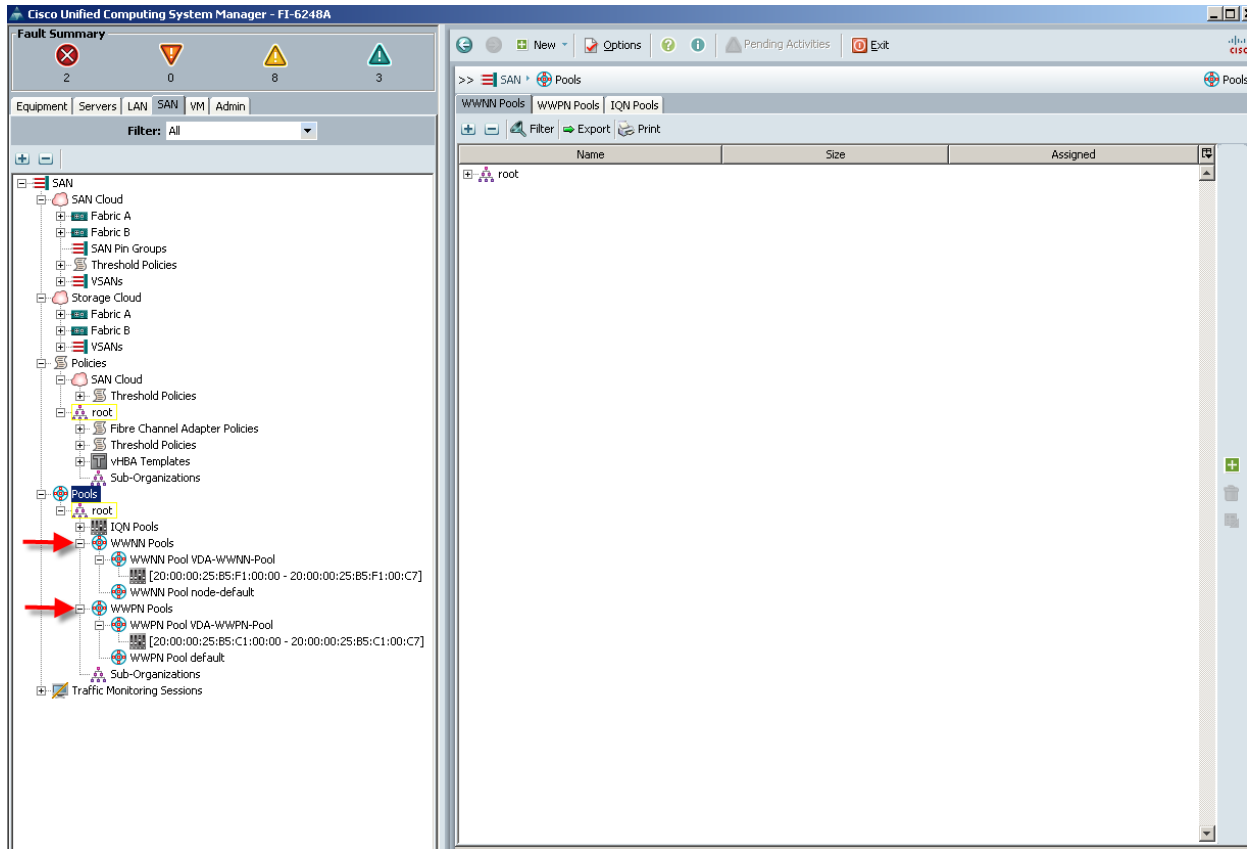 Cisco Unified Computing System Manager - FI-6248A
Fault Summary
2 0 8 3
Equipment Servers LAN SAN VM Admin
Filter: All
SAN
SAN Cloud
Fabric A
Fabric B
SAN Pin Groups
Threshold Policies
VSANs
Storage Cloud
Fabric A
Fabric B
VSANs
Policies
SAN Cloud
Threshold Policies
root
Fibre Channel Adapter Policies
Threshold Policies
vHBA Templates
Sub-Organizations
Pools
root
IQN Pools
WWNN Pools
WWNN Pool VDA-WWNN-Pool
[20:00:00:25:B5:F1:00:00 - 20:00:00:25:B5:F1:00:C7]
WWNN Pool node-default
WWPN Pools
WWPN Pool VDA-WWPN-Pool
[20:00:00:25:B5:C1:00:00 - 20:00:00:25:B5:C1:00:C7]
WWPN Pool default
Sub-Organizations
Traffic Monitoring Sessions
New Options Pending Activities Exit
>> SAN Pools Pools
WWNN Pools WWPN Pools IQN Pools
Filter Export Print
Name Size Assigned
root